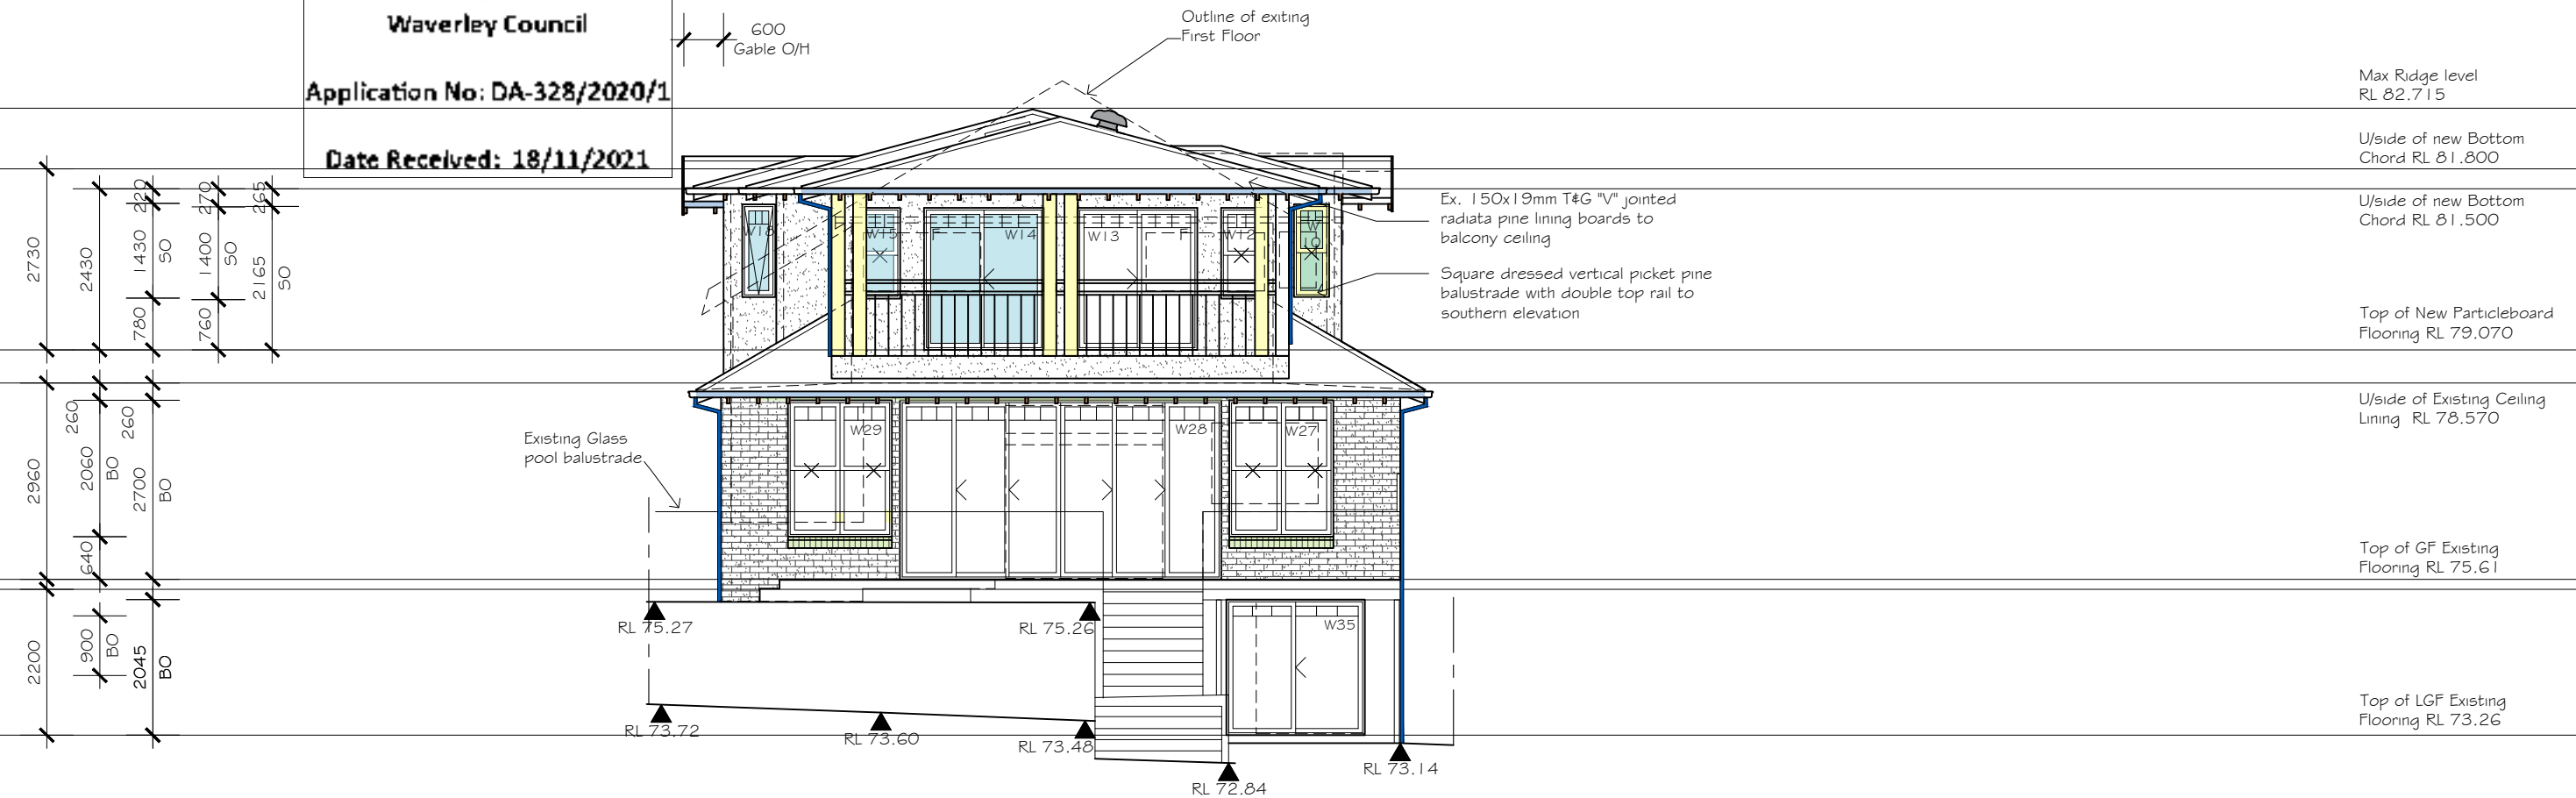 Waverley Council
Application No: DA-328/2020/1
Date Received: 18/11/2021
600
Gable O/H
Outline of exiting
First Floor
Max Ridge level
RL 82.715
U/side of new Bottom
Chord RL 81.800
U/side of new Bottom
Chord RL 81.500
Top of New Particleboard
Flooring RL 79.070
U/side of Existing Ceiling
Lining RL 78.570
Top of GF Existing
Flooring RL 75.61
Top of LGF Existing
Flooring RL 73.26
Ex. 150x19mm T&G "V" jointed
radiata pine lining boards to
balcony ceiling
Square dressed vertical picket pine
balustrade with double top rail to
southern elevation
Existing Glass
pool balustrade
2730
2430
220
1430
SO
780
270
1400
SO
760
265
2165
SO
2960
260
2060
BO
640
260
2700
BO
2200
900
BO
2045
BO
W18
W15
F
W14
W13
F
W12
W
10
W29
W28
W27
W35
RL 75.27
RL 75.26
RL 73.72
RL 73.60
RL 73.48
RL 72.84
RL 73.14